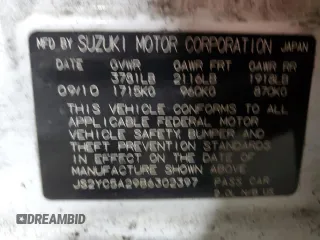 MFD BY SUZUKI MOTOR CORPORATION JAPAN
DATE GVWR GAWR FRT GAWR RR
3781LB 2116LB 1918LB
09/10 1715KG 960KG 870KG
THIS VEHICLE CONFORMS TO ALL
APPLICABLE FEDERAL MOTOR
VEHICLE SAFETY, BUMPER AND
THEFT PREVENTION STANDARDS
IN EFFECT ON THE DATE OF
MANUFACTURE SHOWN ABOVE
JS2YC5A29B6302397 PASS CAR
2.0L
© DREAMBID